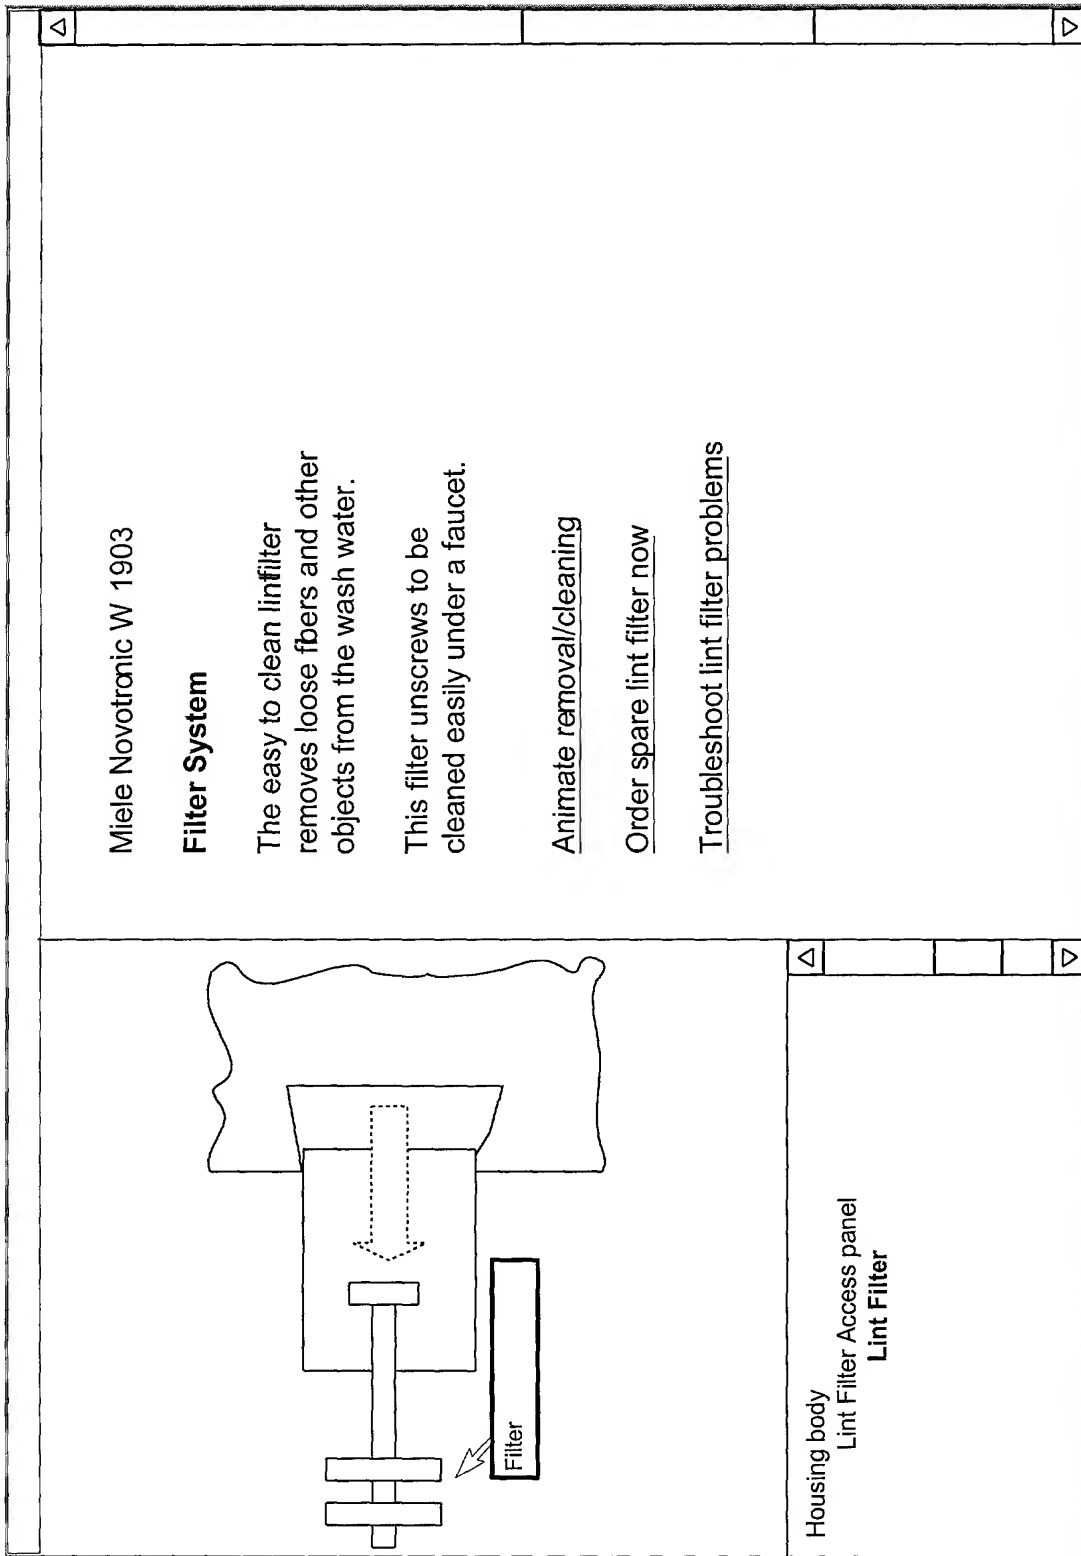 Miele Novotronic W 1903
Filter System
The easy to clean linfilter
removes loose fbers and other
objects from the wash water.
This filter unscrews to be
cleaned easily under a faucet.
Animate removal/cleaning
Order spare lint filter now
Troubleshoot lint filter problems
Filter
Housing body
Lint Filter Access panel
Lint Filter